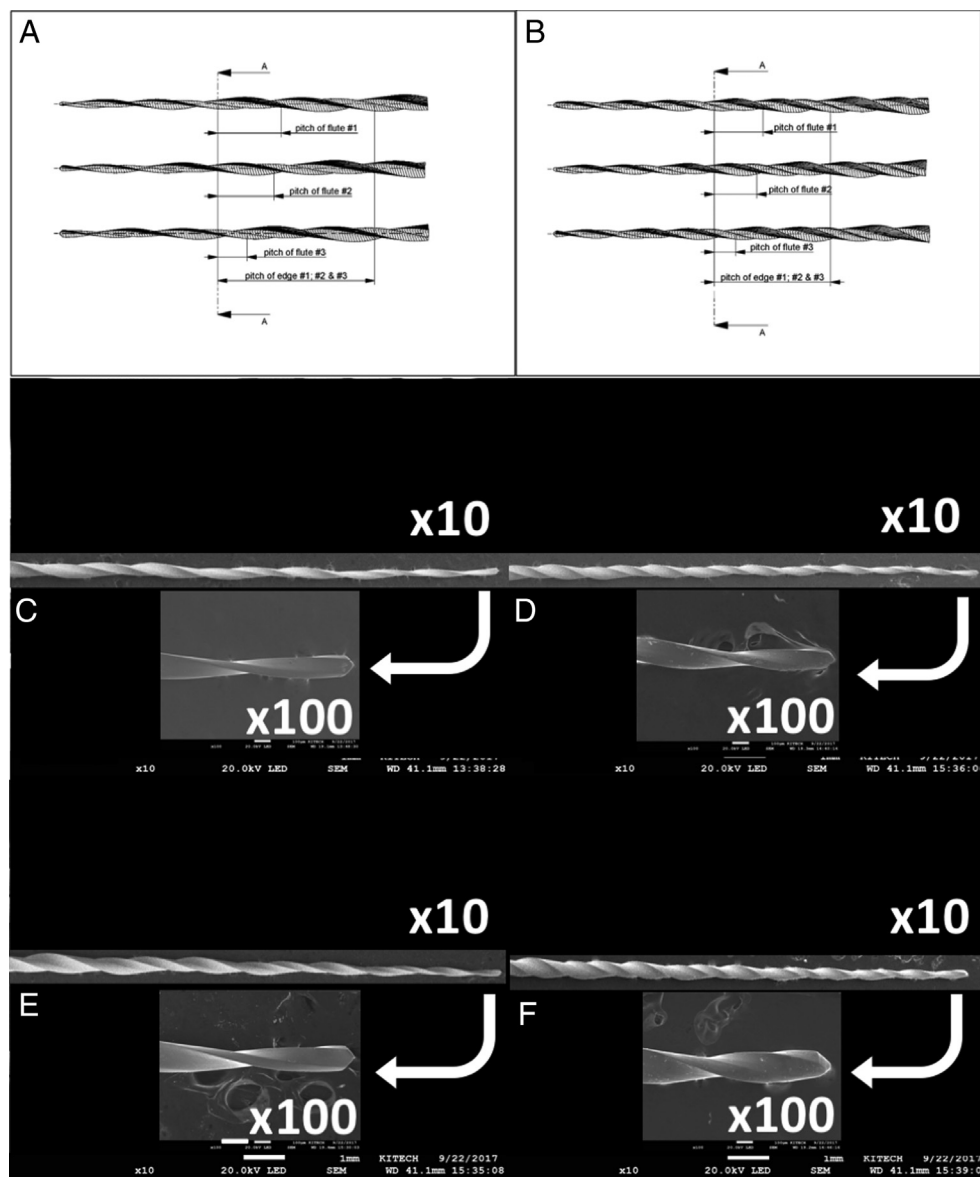 A
A
pitch of flute #1
pitch of flute #2
pitch of flute #3
pitch of edge #1; #2 & #3
A
B
A
pitch of flute #1
pitch of flute #2
pitch of flute #3
pitch of edge #1; #2 & #3
A
x10
C
x100
x10 20.0kV LED SEM WD 41.1mm 13:38:28
x10
D
x100
x10 20.0kV LED SEM WD 41.1mm 15:36:0
x10
E
x100
1mm KITECH 9/22/2017
x10 20.0kV LED SEM WD 41.1mm 15:35:08
x10
F
x100
1mm KITECH 9/22/2017
x10 20.0kV LED SEM WD 41.1mm 15:39:0